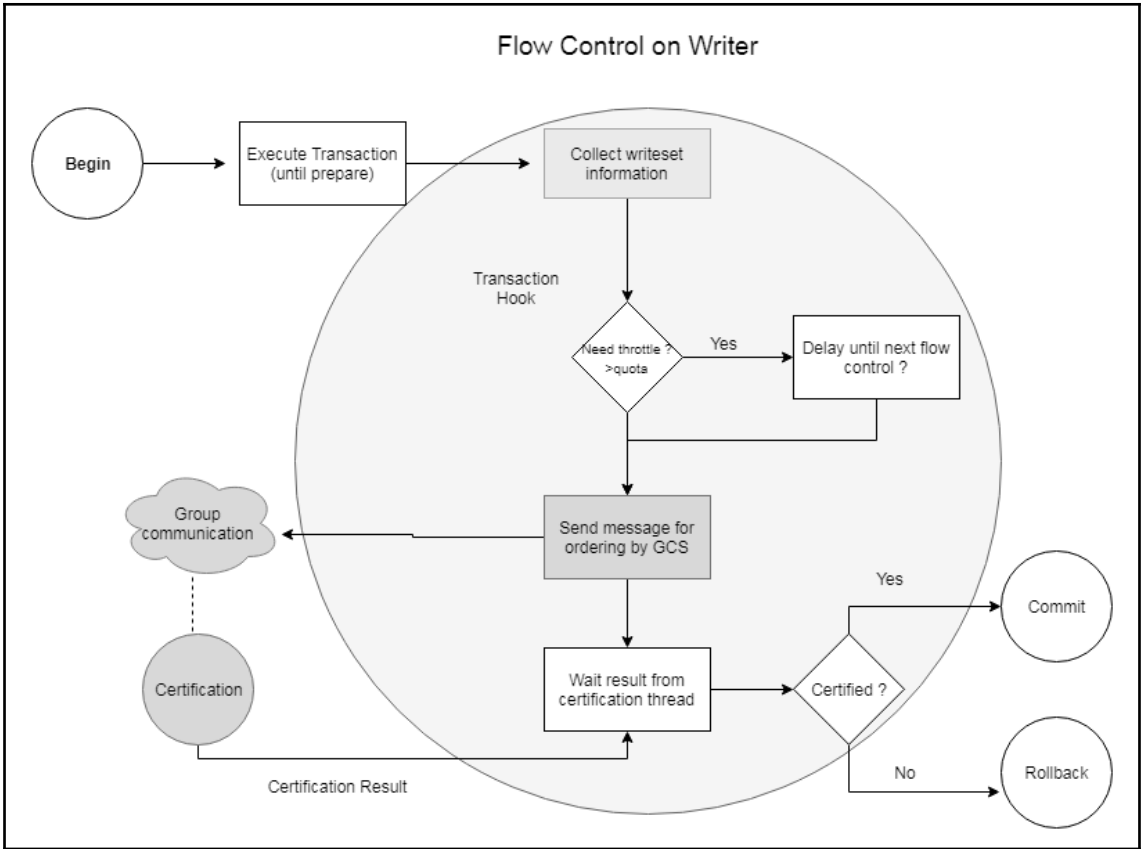 Flow Control on Writer
Begin
Execute Transaction
(until prepare)
Collect writeset
information
Transaction
Hook
Need throttle ?
>quota
Yes
Delay until next flow
control ?
Group
communication
Send message for
ordering by GCS
Yes
Commit
Certification
Wait result from
certification thread
Certified ?
Certification Result
No
Rollback